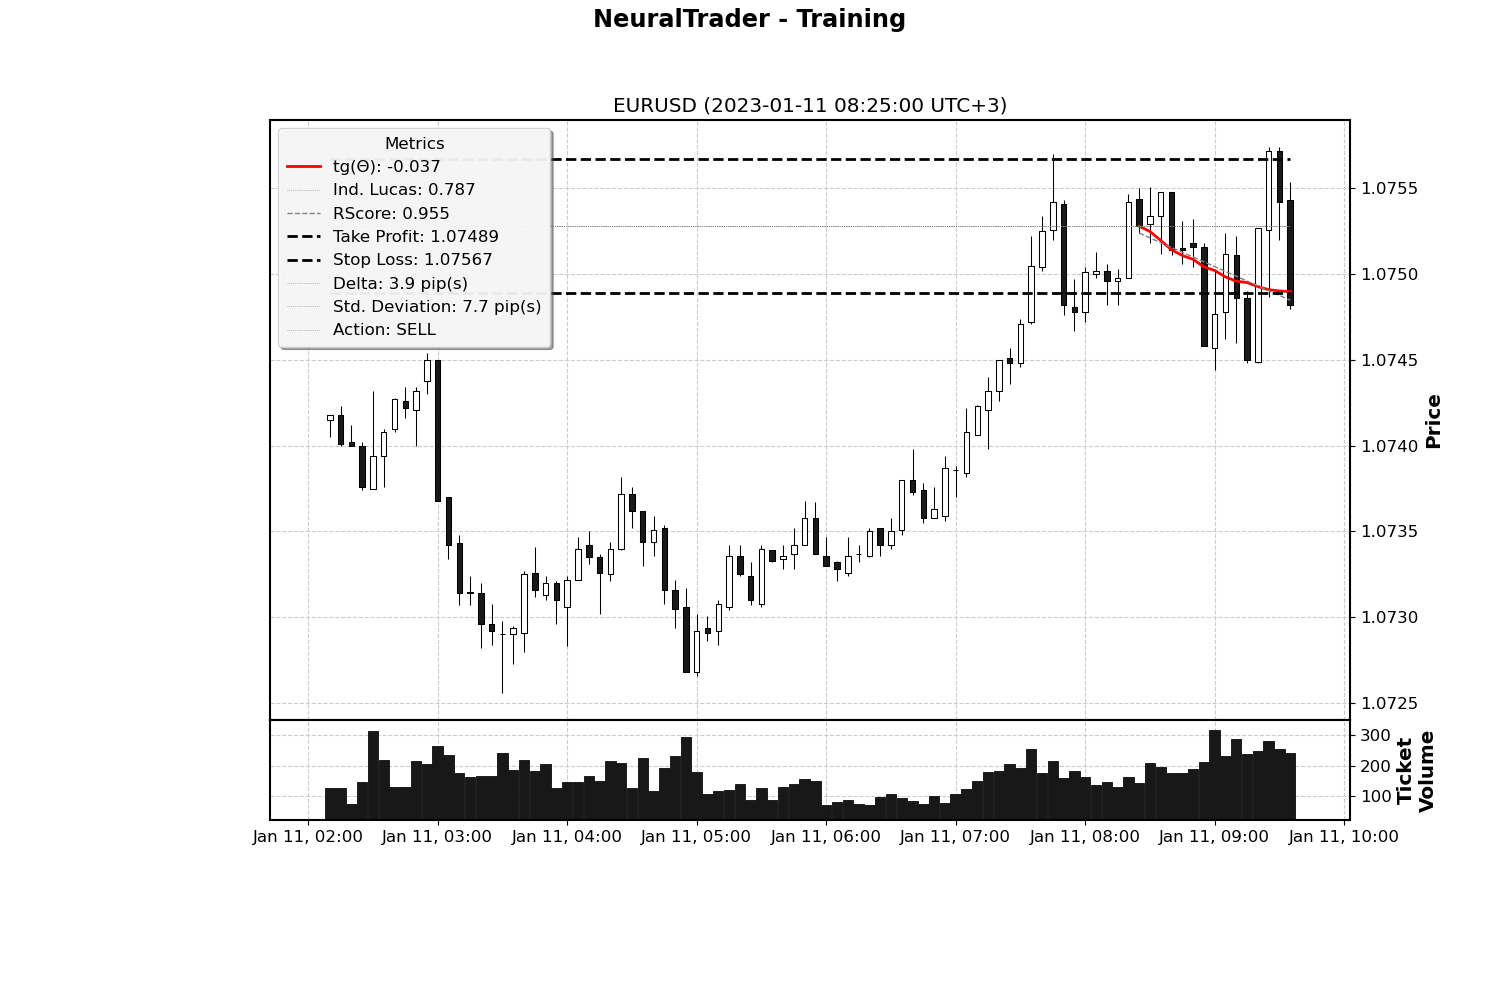 NeuralTrader - Training
EURUSD (2023-01-11 08:25:00 UTC+3)
Metrics
tg(Θ): -0.037
Ind. Lucas: 0.787
RScore: 0.955
Take Profit: 1.07489
Stop Loss: 1.07567
Delta: 3.9 pip(s)
Std. Deviation: 7.7 pip(s)
Action: SELL
1.0755
1.0750
1.0745
1.0740
1.0735
1.0730
1.0725
Price
300
200
100
Ticket
Volume
Jan 11, 02:00 Jan 11, 03:00 Jan 11, 04:00 Jan 11, 05:00 Jan 11, 06:00 Jan 11, 07:00 Jan 11, 08:00 Jan 11, 09:00 Jan 11, 10:00